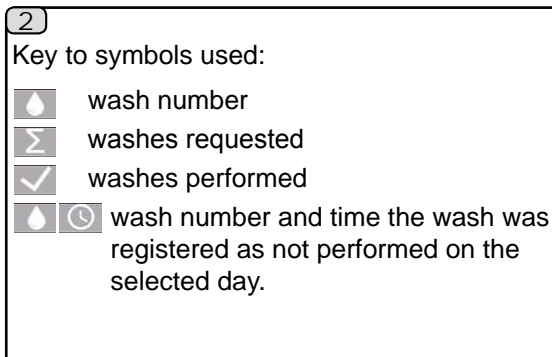 2
Key to symbols used:
wash number
Σ washes requested
washes performed
wash number and time the wash was
registered as not performed on the
selected day.